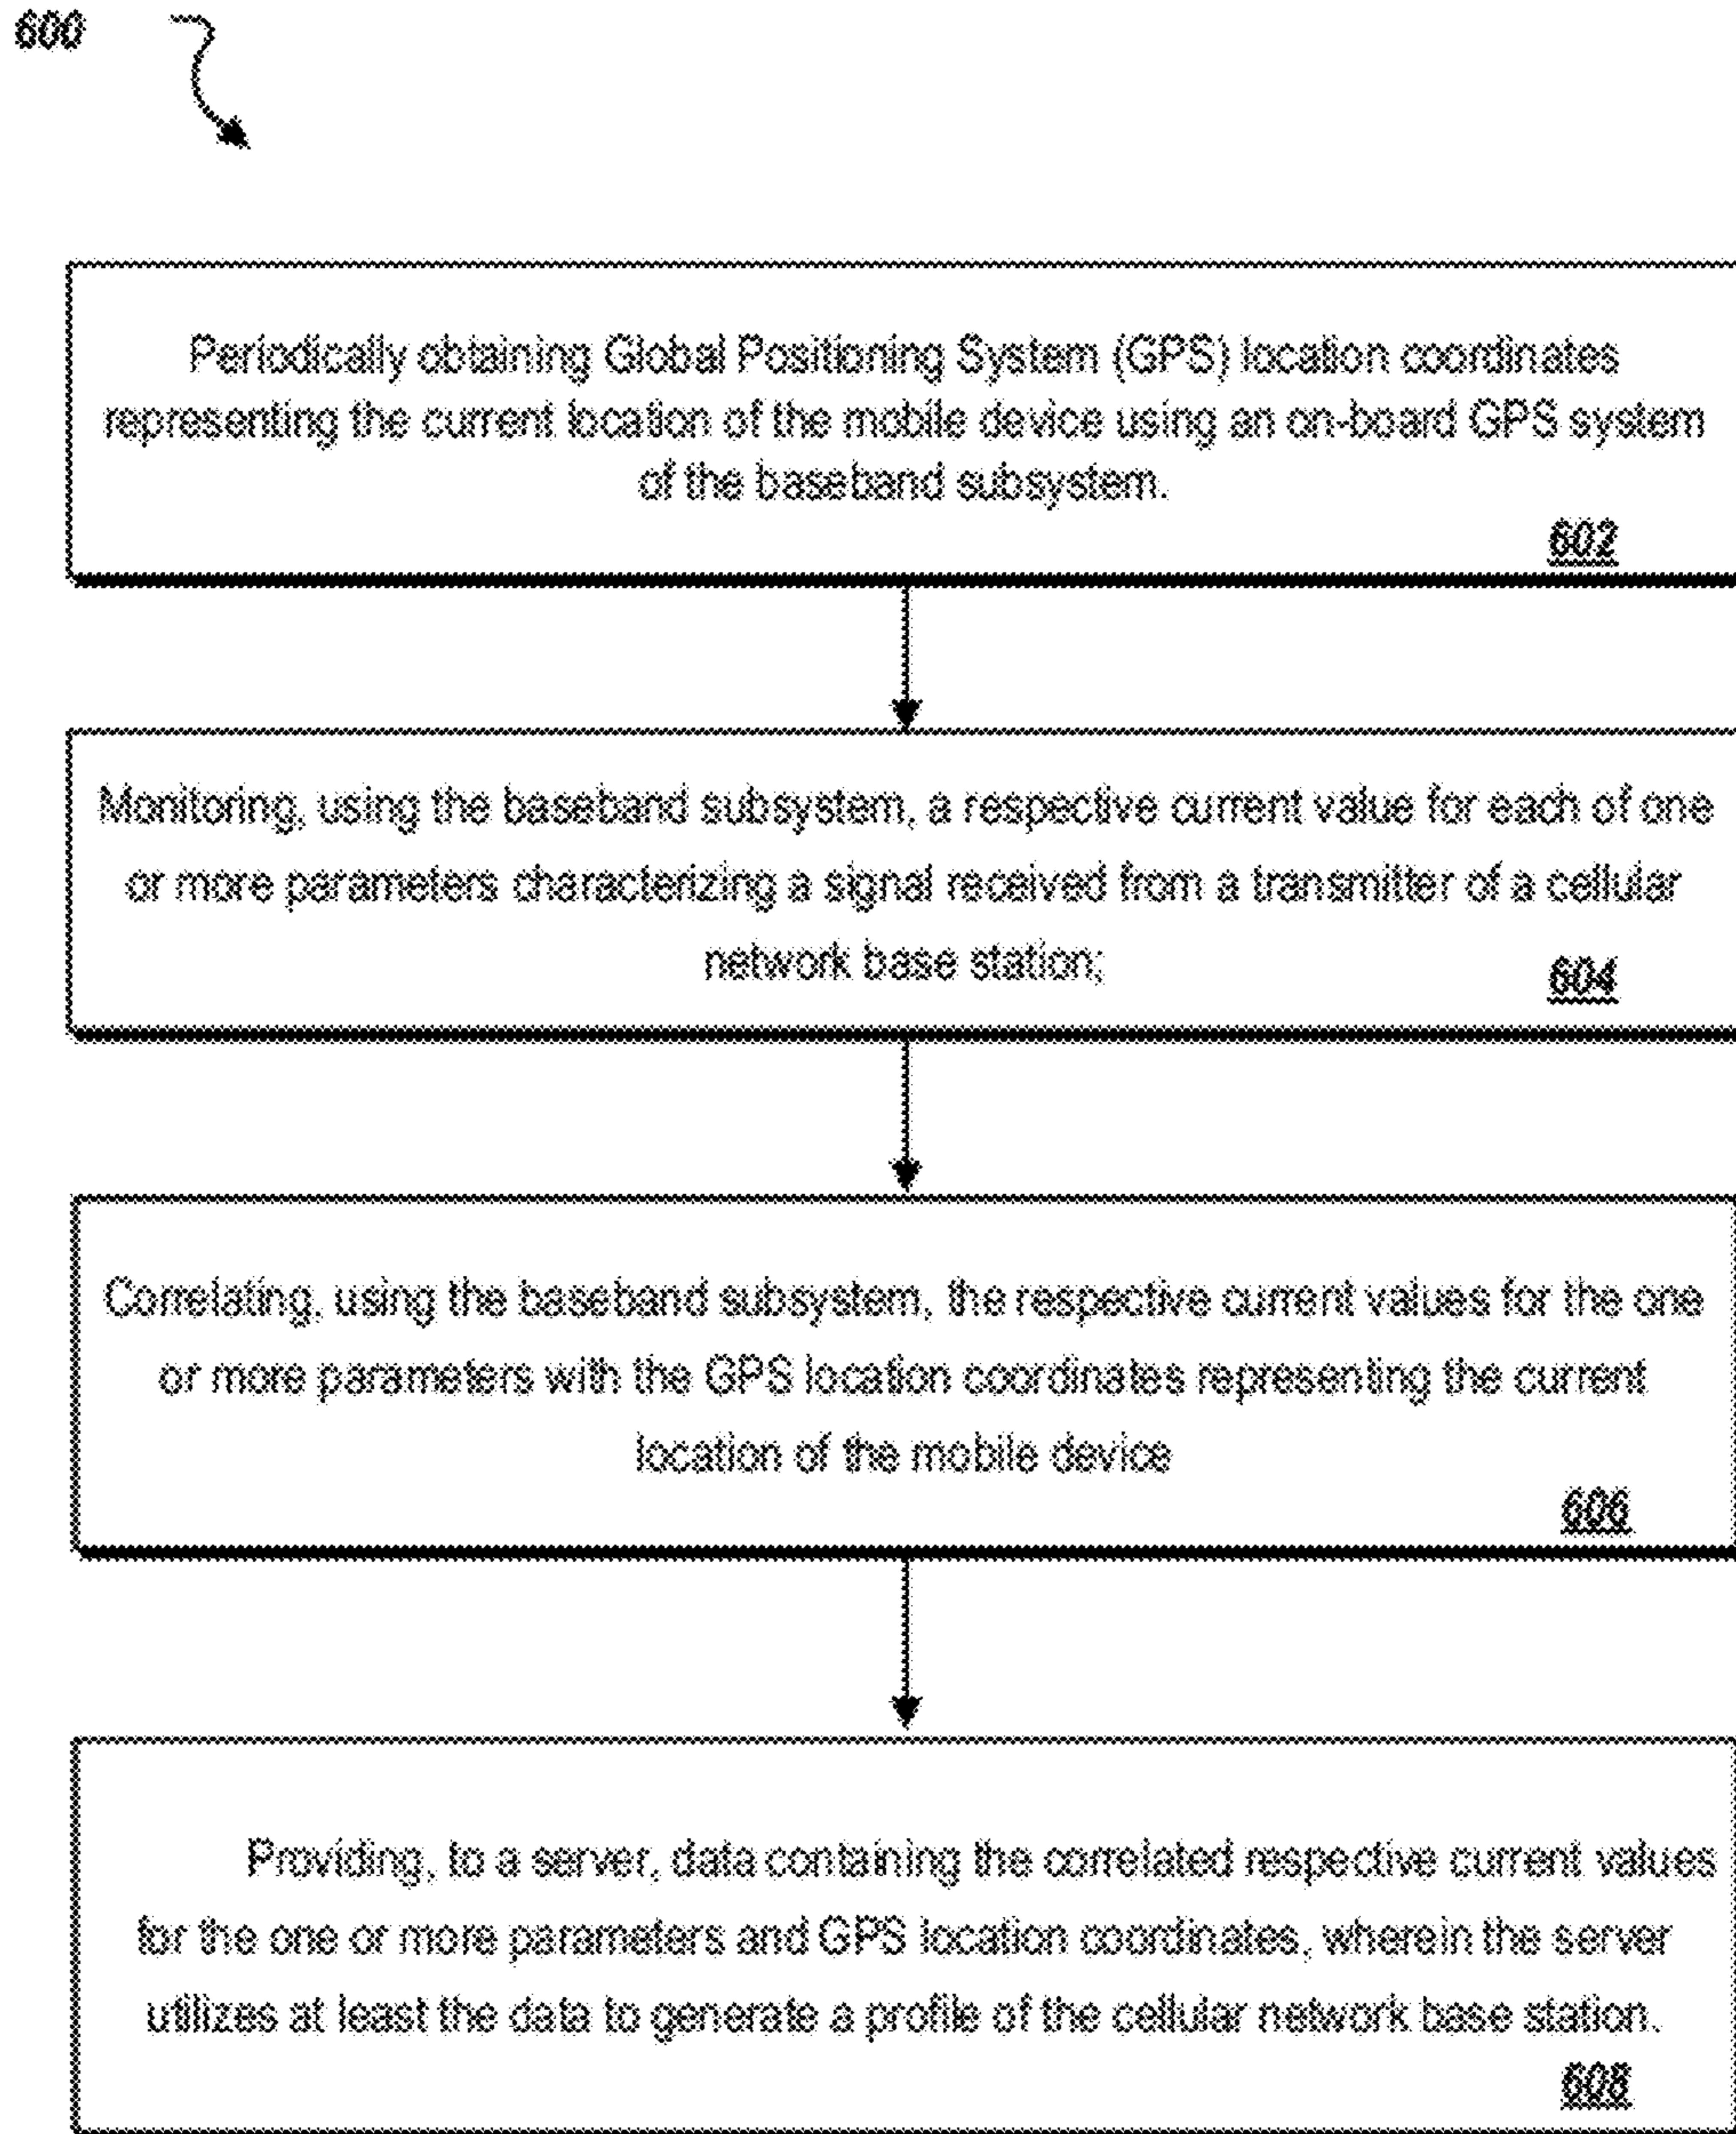 600
Periodically obtaining Global Positioning System (GPS) location coordinates
representing the current location of the mobile device using an on-board GPS system
of the baseband subsystem.
602
Monitoring, using the baseband subsystem, a respective current value for each of one
or more parameters characterizing a signal received from a transmitter of a cellular
network base station;
604
Correlating, using the baseband subsystem, the respective current values for the one
or more parameters with the GPS location coordinates representing the current
location of the mobile device
606
Providing, to a server, data containing the correlated respective current values
for the one or more parameters and GPS location coordinates, wherein the server
utilizes at least the data to generate a profile of the cellular network base station.
608